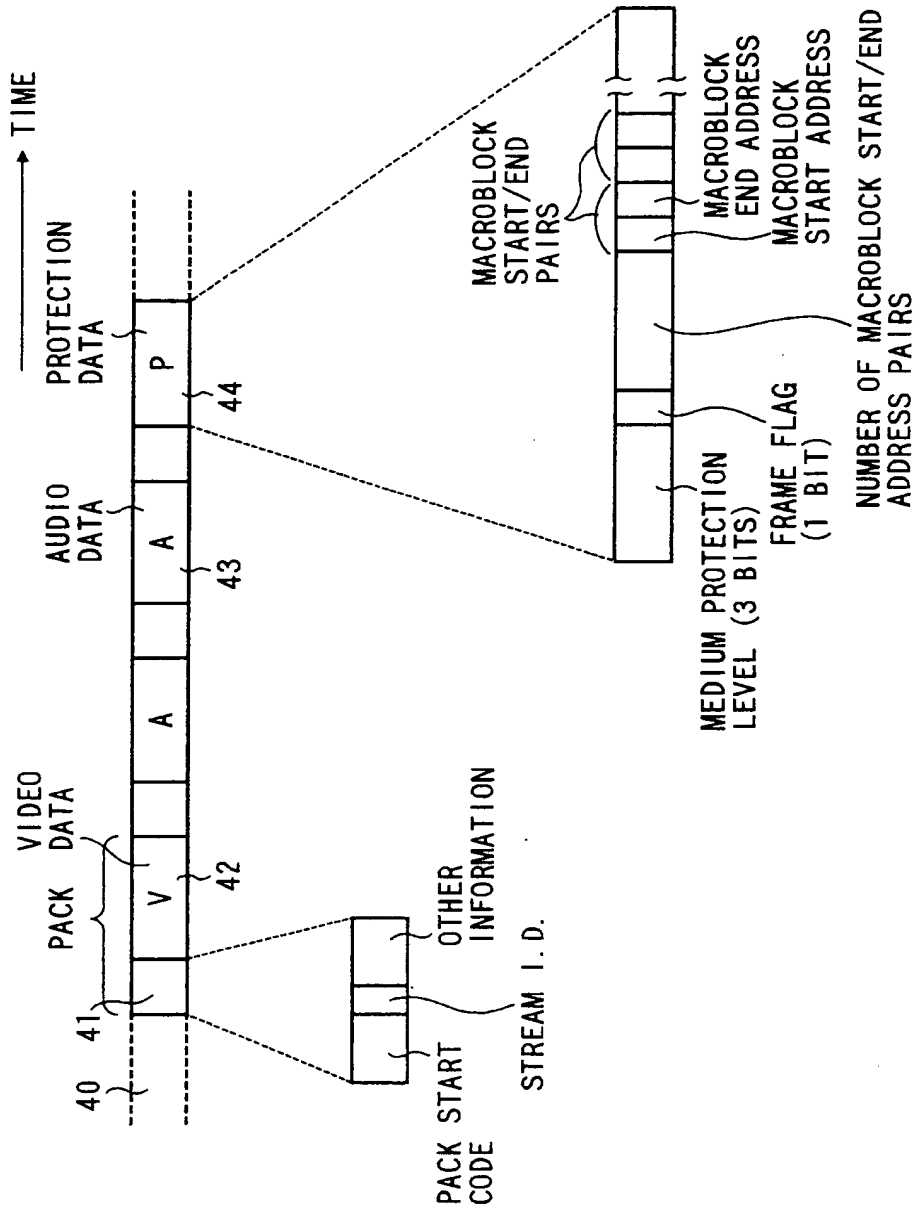 TIME
PROTECTION
DATA
AUDIO
DATA
VIDEO
DATA
PACK
40
41
V
42
A
A
43
P
44
PACK START
CODE
STREAM I.D.
OTHER
INFORMATION
MACROBLOCK
START/END
PAIRS
MEDIUM PROTECTION
LEVEL (3 BITS)
FRAME FLAG
(1 BIT)
NUMBER OF MACROBLOCK START/END
ADDRESS PAIRS
MACROBLOCK
START ADDRESS
MACROBLOCK
END ADDRESS